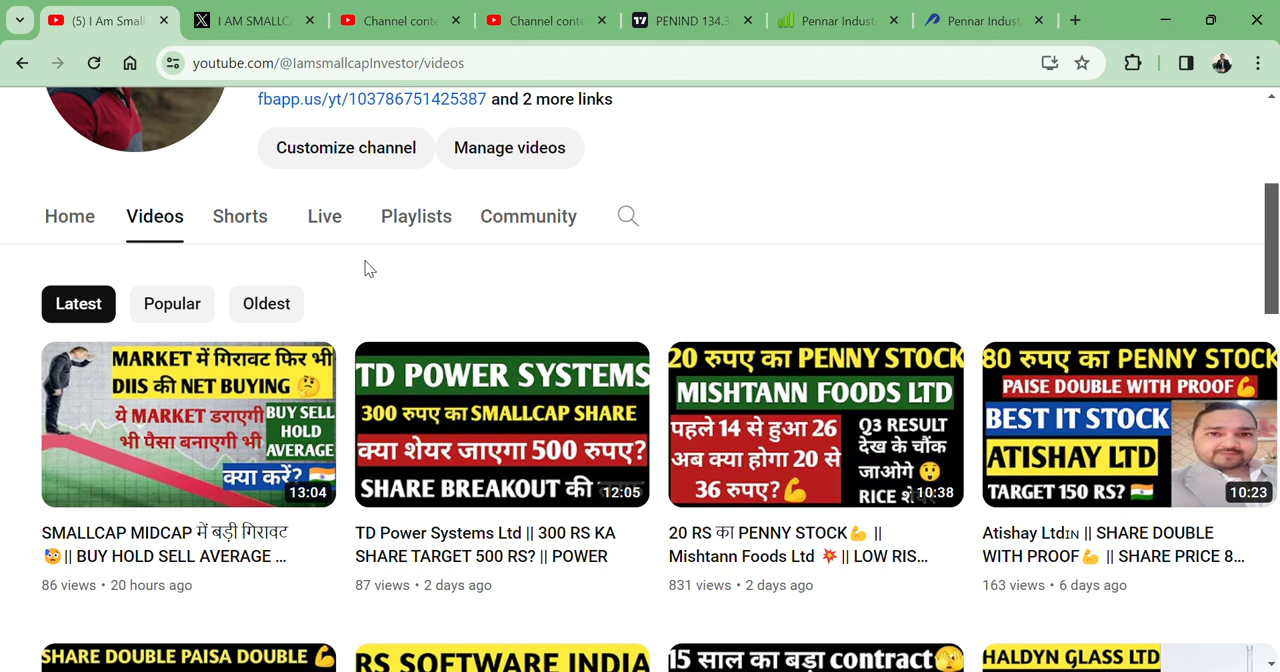 (5) I Am Small
I AM SMALLC
Channel conte
Channel conte
PENIND 134.3
Pennar Indust
Pennar Indust
youtube.com/@IamsmallcapInvestor/videos
fbapp.us/yt/103786751425387 and 2 more links
Customize channel
Manage videos
Home
Videos
Shorts
Live
Playlists
Community
Latest
Popular
Oldest
MARKET में गिरावट फिर भी
DIIS की NET BUYING 🤔
ये MARKET डराएगी
भी पैसा बनाएगी भी
BUY SELL
HOLD
AVERAGE
क्या करें? 🇮🇳
13:04
TD POWER SYSTEMS
300 रुपए का SMALLCAP SHARE
क्या शेयर जाएगा 500 रुपए?
SHARE BREAKOUT की
12:05
20 रुपए का PENNY STOCK
MISHTANN FOODS LTD
पहले 14 से हुआ 26
अब क्या होगा 20 से
36 रुपए?💪
Q3 RESULT
देख के चौंक
जाओगे 😲
RICE
10:38
80 रुपए का PENNY STOCK
PAISE DOUBLE WITH PROOF💪
BEST IT STOCK
ATISHAY LTD
TARGET 150 RS? 🇮🇳
10:23
SMALLCAP MIDCAP में बड़ी गिरावट
😓|| BUY HOLD SELL AVERAGE ...
86 views • 20 hours ago
TD Power Systems Ltd || 300 RS KA
SHARE TARGET 500 RS? || POWER
87 views • 2 days ago
20 RS का PENNY STOCK💪 ||
Mishtann Foods Ltd 💥|| LOW RIS...
831 views • 2 days ago
Atishay Ltdɪɴ || SHARE DOUBLE
WITH PROOF💪 || SHARE PRICE 8...
163 views • 6 days ago
SHARE DOUBLE PAISA DOUBLE 💪
RS SOFTWARE INDIA
15 साल का बड़ा contract🫣
HALDYN GLASS LTD